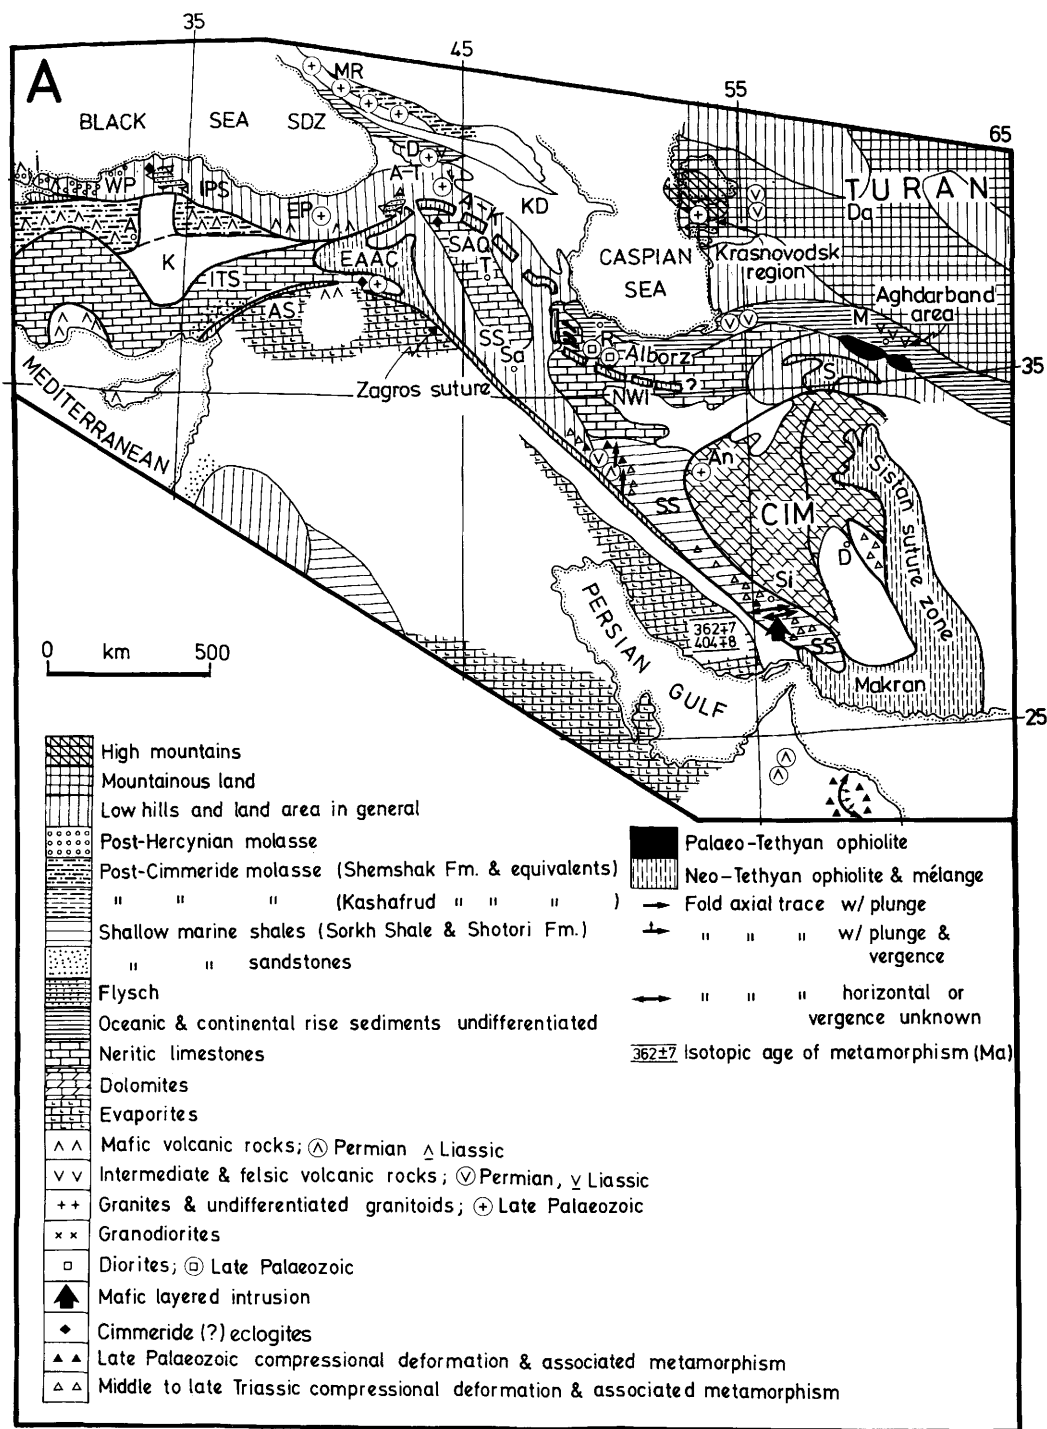 35
45
55
65
A
BLACK SEA SDZ
MR
D
A-T
A-K
KD
WP
IPS
EP
A
K
ITS
EAAC
SAO
T
TURAN
Da
CASPIAN
SEA
Krasnovodsk
region
Aghdarband
area
M
AS
SS
Sa
R
Alborz
NWI
?
S
35
Zagros suture
MEDITERRANEAN
An
SS
CIM
Sistan suture zone
D
Si
PERSIAN
GULF
362∓7
404∓8
SS
Makran
25
0 km 500
High mountains
Mountainous land
Low hills and land area in general
Post-Hercynian molasse
Post-Cimmeride molasse (Shemshak Fm. & equivalents)
" " " (Kashafrud " " " )
Shallow marine shales (Sorkh Shale & Shotori Fm.)
" " sandstones
Flysch
Oceanic & continental rise sediments undifferentiated
Neritic limestones
Dolomites
Evaporites
Mafic volcanic rocks; Permian Liassic
Intermediate & felsic volcanic rocks; Permian, Liassic
Granites & undifferentiated granitoids; Late Palaeozoic
Granodiorites
Diorites; Late Palaeozoic
Mafic layered intrusion
Cimmeride (?) eclogites
Late Palaeozoic compressional deformation & associated metamorphism
Middle to late Triassic compressional deformation & associated metamorphism
Palaeo-Tethyan ophiolite
Neo-Tethyan ophiolite & mélange
Fold axial trace w/ plunge
" " " w/ plunge &
vergence
" " " horizontal or
vergence unknown
362±7 Isotopic age of metamorphism (Ma)